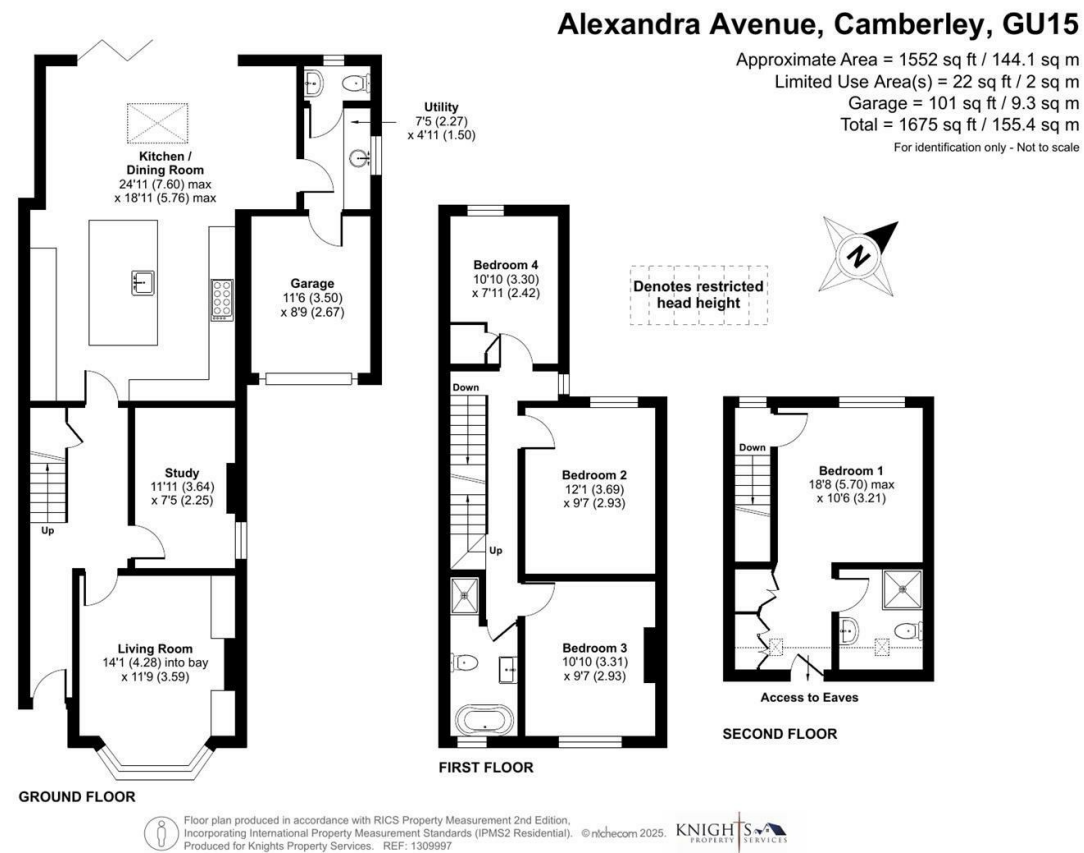 Alexandra Avenue, Camberley, GU15
Approximate Area = 1552 sq ft / 144.1 sq m
Limited Use Area(s) = 22 sq ft / 2 sq m
Garage = 101 sq ft / 9.3 sq m
Total = 1675 sq ft / 155.4 sq m
For identification only - Not to scale
Utility
7'5 (2.27)
x 4'11 (1.50)
Kitchen /
Dining Room
24'11 (7.60) max
x 18'11 (5.76) max
Garage
11'6 (3.50)
x 8'9 (2.67)
Study
11'11 (3.64)
x 7'5 (2.25)
Up
Living Room
14'1 (4.28) into bay
x 11'9 (3.59)
GROUND FLOOR
Bedroom 4
10'10 (3.30)
x 7'11 (2.42)
Down
Bedroom 2
12'1 (3.69)
x 9'7 (2.93)
Up
Bedroom 3
10'10 (3.31)
x 9'7 (2.93)
FIRST FLOOR
N
Denotes restricted
head height
Down
Bedroom 1
18'8 (5.70) max
x 10'6 (3.21)
Access to Eaves
SECOND FLOOR
Floor plan produced in accordance with RICS Property Measurement 2nd Edition,
Incorporating International Property Measurement Standards (IPMS2 Residential). © ntchecom 2025.
Produced for Knights Property Services. REF: 1309997
KNIGHTS
PROPERTY SERVICES